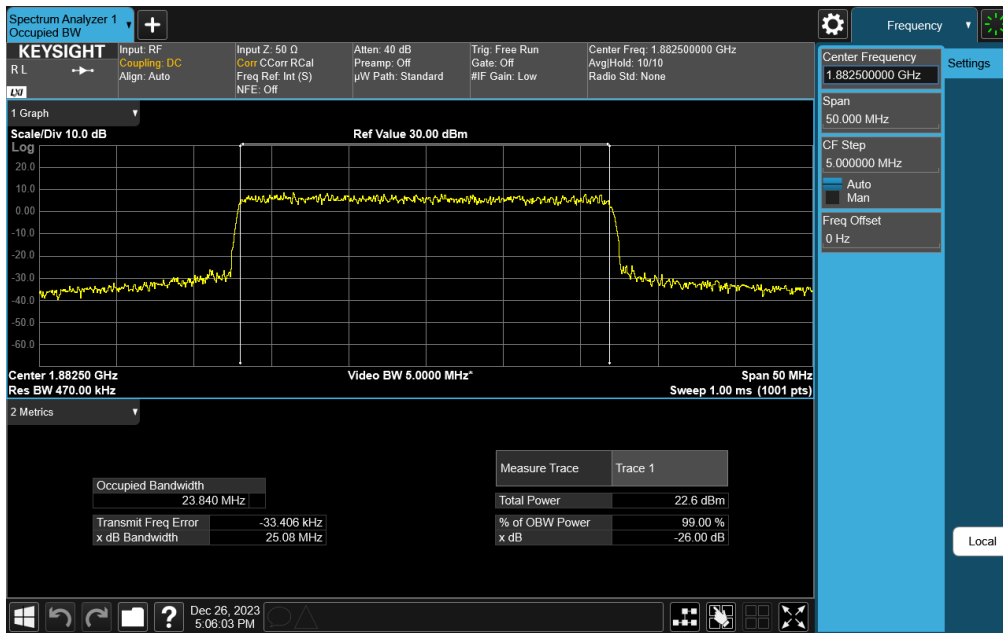 Spectrum Analyzer 1
Occupied BW
Frequency
KEYSIGHT
R L
LXI
Input: RF
Coupling: DC
Align: Auto
Input Z: 50 Ω
Corr CCorr RCal
Freq Ref: Int (S)
NFE: Off
Atten: 40 dB
Preamp: Off
µW Path: Standard
Trig: Free Run
Gate: Off
#IF Gain: Low
Center Freq: 1.882500000 GHz
Avg|Hold: 10/10
Radio Std: None
Center Frequency
1.882500000 GHz
Settings
Span
50.000 MHz
CF Step
5.000000 MHz
Auto
Man
Freq Offset
0 Hz
Local
1 Graph
Scale/Div 10.0 dB
Ref Value 30.00 dBm
Log
20.0
10.0
0.00
-10.0
-20.0
-30.0
-40.0
-50.0
-60.0
Center 1.88250 GHz
Video BW 5.0000 MHz*
Span 50 MHz
Res BW 470.00 kHz
Sweep 1.00 ms (1001 pts)
2 Metrics
Occupied Bandwidth
23.840 MHz
Transmit Freq Error -33.406 kHz
x dB Bandwidth 25.08 MHz
Measure Trace Trace 1
Total Power 22.6 dBm
% of OBW Power 99.00 %
x dB -26.00 dB
Dec 26, 2023
5:06:03 PM